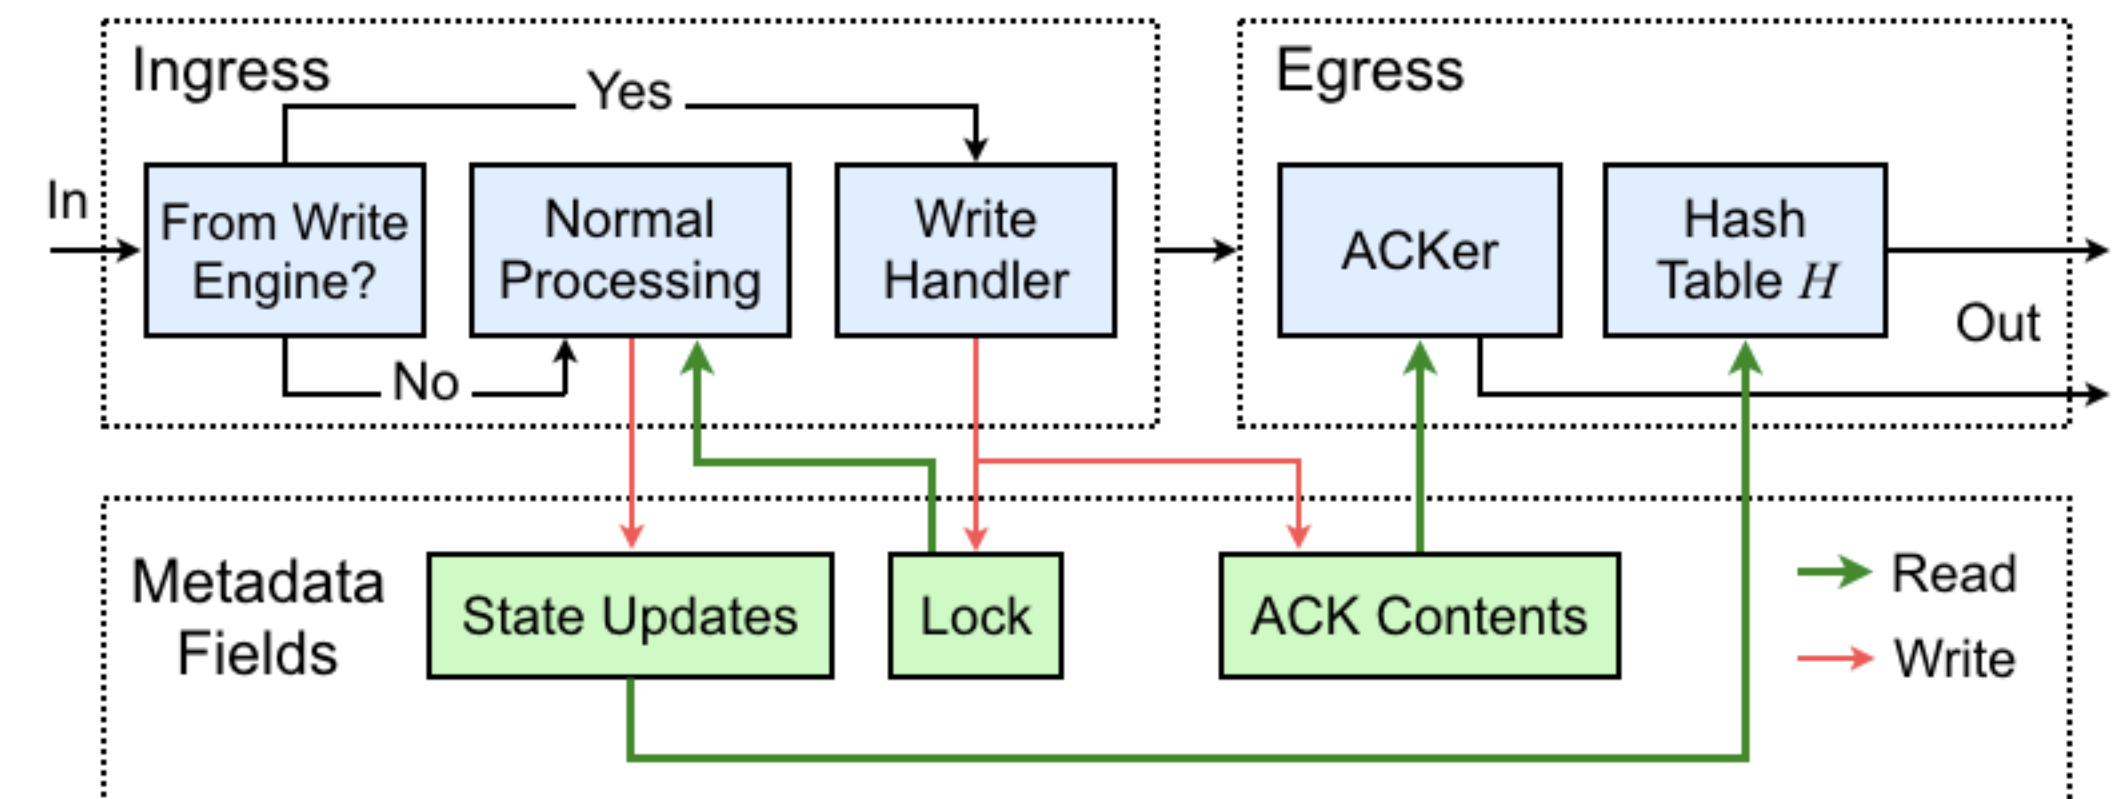 Ingress
Yes
Egress
In
From Write
Engine?
Normal
Processing
Write
Handler
ACKer
Hash
Table H
No
Out
Metadata
Fields
State Updates
Lock
ACK Contents
Read
Write